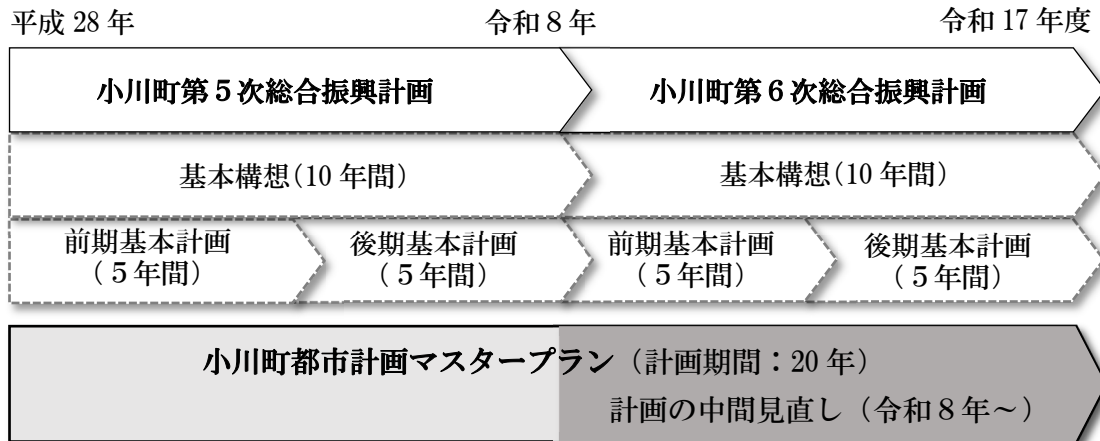 平成 28 年
令和８年
令和 17 年度
小川町第５次総合振興計画
小川町第６次総合振興計画
基本構想（10 年間）
基本構想（10 年間）
前期基本計画
（５年間）
後期基本計画
（５年間）
前期基本計画
（５年間）
後期基本計画
（５年間）
小川町都市計画マスタープラン（計画期間：20 年）
計画の中間見直し（令和８年～）